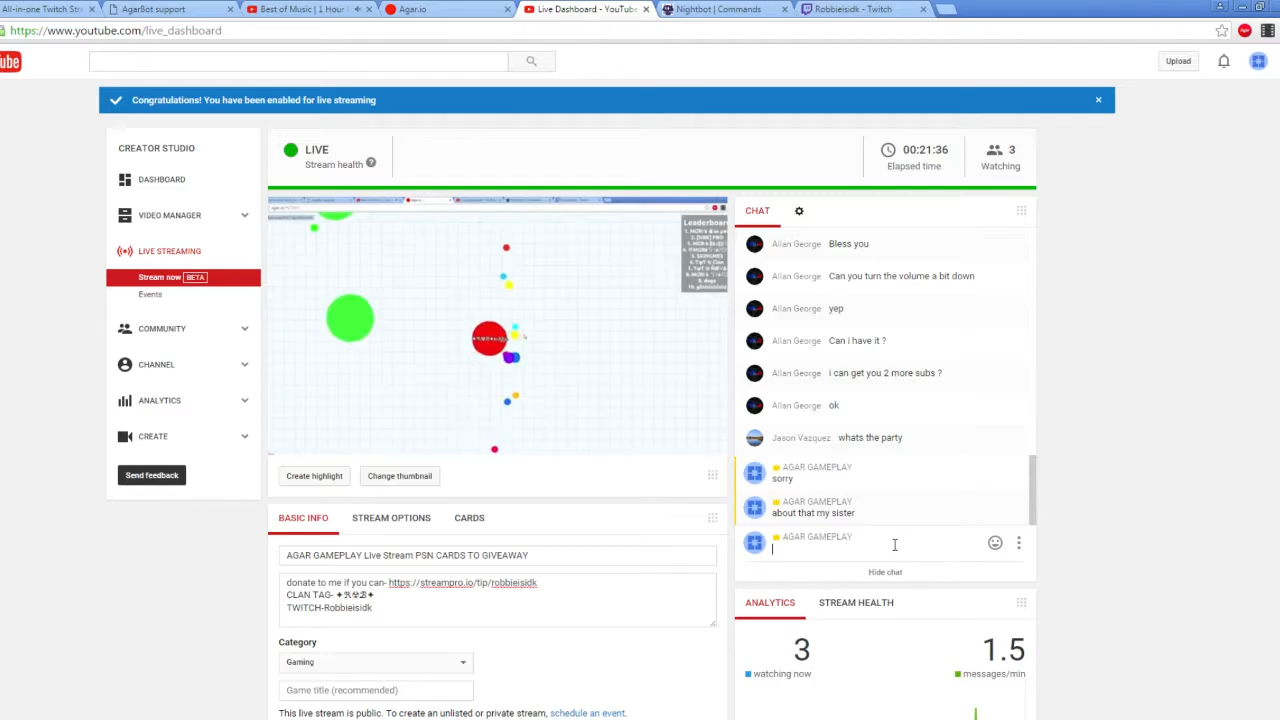 All-in-one Twitch Stre
AgarBot support
Best of Music | 1 Hour
Agar.io
Live Dashboard - YouTube
Nightbot | Commands
Robbieisidk - Twitch
https://www.youtube.com/live_dashboard
ube
Upload
Congratulations! You have been enabled for live streaming
CREATOR STUDIO
DASHBOARD
VIDEO MANAGER
LIVE STREAMING
Stream now BETA
Events
COMMUNITY
CHANNEL
ANALYTICS
CREATE
Send feedback
LIVE
Stream health
00:21:36
Elapsed time
3
Watching
Leaderboar
Create highlight
Change thumbnail
BASIC INFO
STREAM OPTIONS
CARDS
AGAR GAMEPLAY Live Stream PSN CARDS TO GIVEAWAY
donate to me if you can- https://streampro.io/tip/robbieisidk
CLAN TAG-
TWITCH-Robbieisidk
Category
Gaming
Game title (recommended)
This live stream is public. To create an unlisted or private stream, schedule an event.
CHAT
Allan George Bless you
Allan George Can you turn the volume a bit down
Allan George yep
Allan George Can i have it ?
Allan George i can get you 2 more subs ?
Allan George ok
Jason Vazquez whats the party
AGAR GAMEPLAY
sorry
AGAR GAMEPLAY
about that my sister
AGAR GAMEPLAY
Hide chat
ANALYTICS
STREAM HEALTH
3
watching now
1.5
messages/min